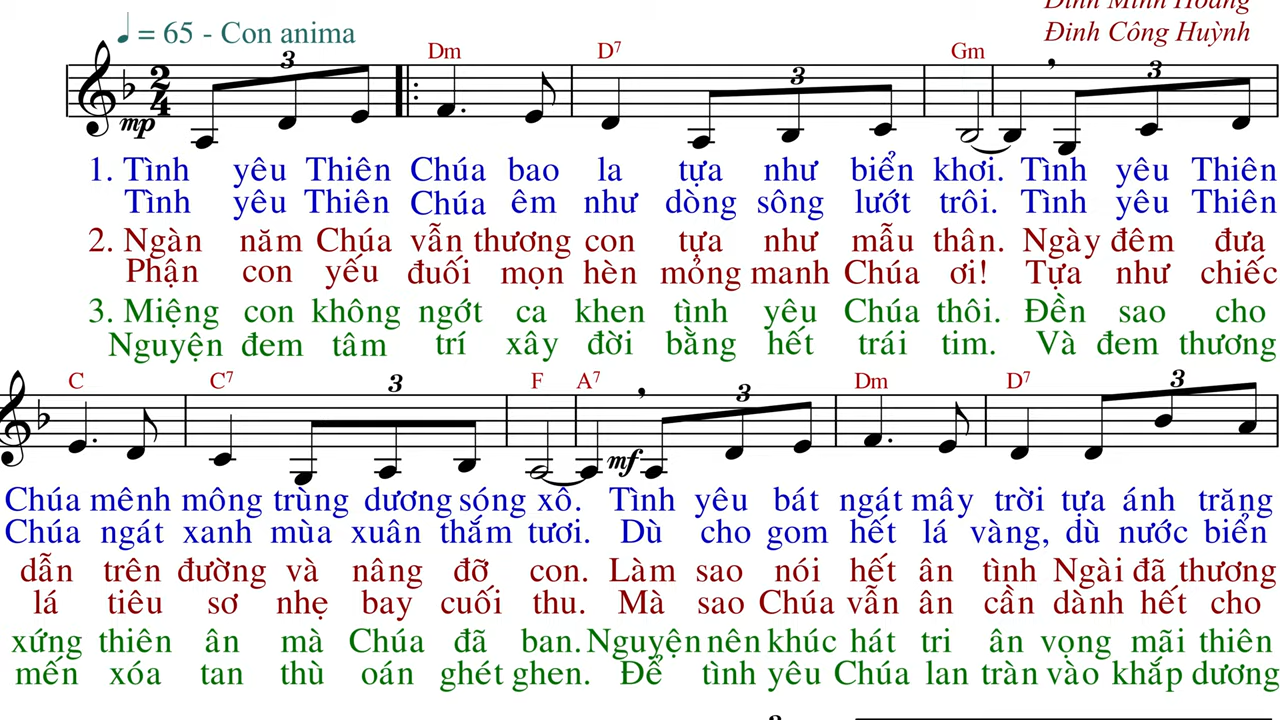 Đinh Minh Hoàng
♩ = 65 - Con anima
Đinh Công Huỳnh
Dm D7 Gm
3 3 3
2/4
mp
1. Tình yêu Thiên Chúa bao la tựa như biển khơi. Tình yêu Thiên
Tình yêu Thiên Chúa êm như dòng sông lướt trôi. Tình yêu Thiên
2. Ngàn năm Chúa vẫn thương con tựa như mẫu thân. Ngày đêm đưa
Phận con yếu đuối mọn hèn mỏng manh Chúa ơi! Tựa như chiếc
3. Miệng con không ngớt ca khen tình yêu Chúa thôi. Đền sao cho
Nguyện đem tâm trí xây đời bằng hết trái tim. Và đem thương
C C7 F A7 Dm D7
3 3 3
mf
Chúa mênh mông trùng dương sóng xô. Tình yêu bát ngát mây trời tựa ánh trăng
Chúa ngát xanh mùa xuân thắm tươi. Dù cho gom hết lá vàng, dù nước biển
dẫn trên đường và nâng đỡ con. Làm sao nói hết ân tình Ngài đã thương
lá tiêu sơ nhẹ bay cuối thu. Mà sao Chúa vẫn ân cần dành hết cho
xứng thiên ân mà Chúa đã ban. Nguyện nên khúc hát tri ân vọng mãi thiên
mến xóa tan thù oán ghét ghen. Để tình yêu Chúa lan tràn vào khắp dương